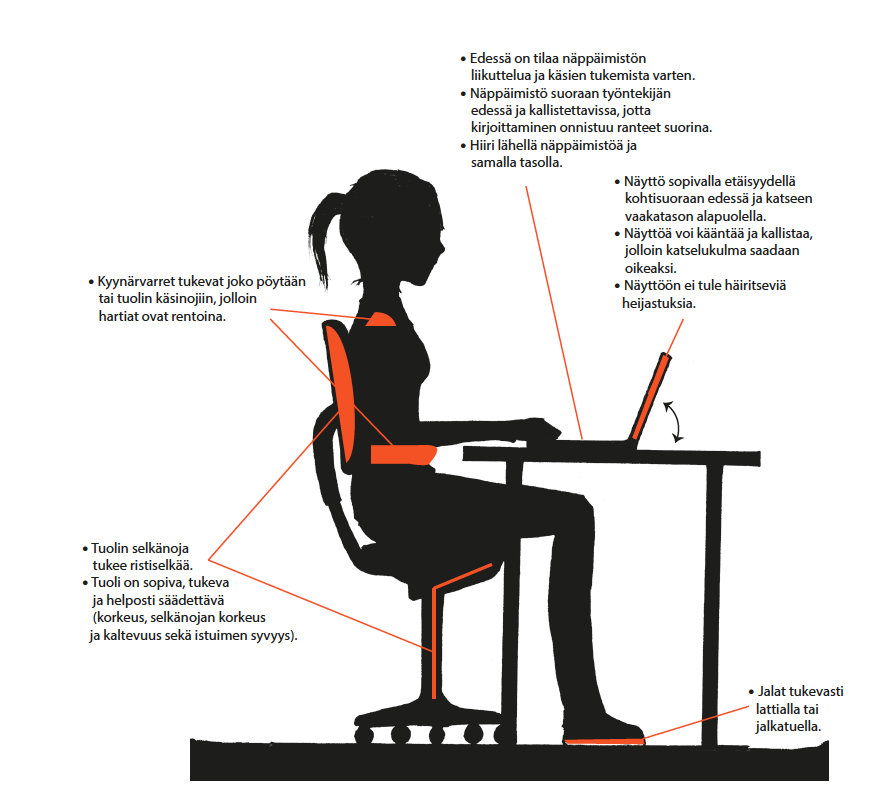 • Edessä on tilaa näppäimistön
liikuttelua ja käsien tukemista varten.
• Näppäimistö suoraan työntekijän
edessä ja kallistettavissa, jotta
kirjoittaminen onnistuu ranteet suorina.
• Hiiri lähellä näppäimistöä ja
samalla tasolla.
• Näyttö sopivalla etäisyydellä
kohtisuoraan edessä ja katseen
vaakatason alapuolella.
• Näyttöä voi kääntää ja kallistaa,
jolloin katselukulma saadaan
oikeaksi.
• Näyttöön ei tule häiritseviä
heijastuksia.
• Kyynärvarret tukevat joko pöytään
tai tuolin käsinojiin, jolloin
hartiat ovat rentoina.
• Tuolin selkänoja
tukee ristiselkää.
• Tuoli on sopiva, tukeva
ja helposti säädettävä
(korkeus, selkänojan korkeus
ja kaltevuus sekä istuimen syvyys).
• Jalat tukevasti
lattialla tai
jalkatuella.